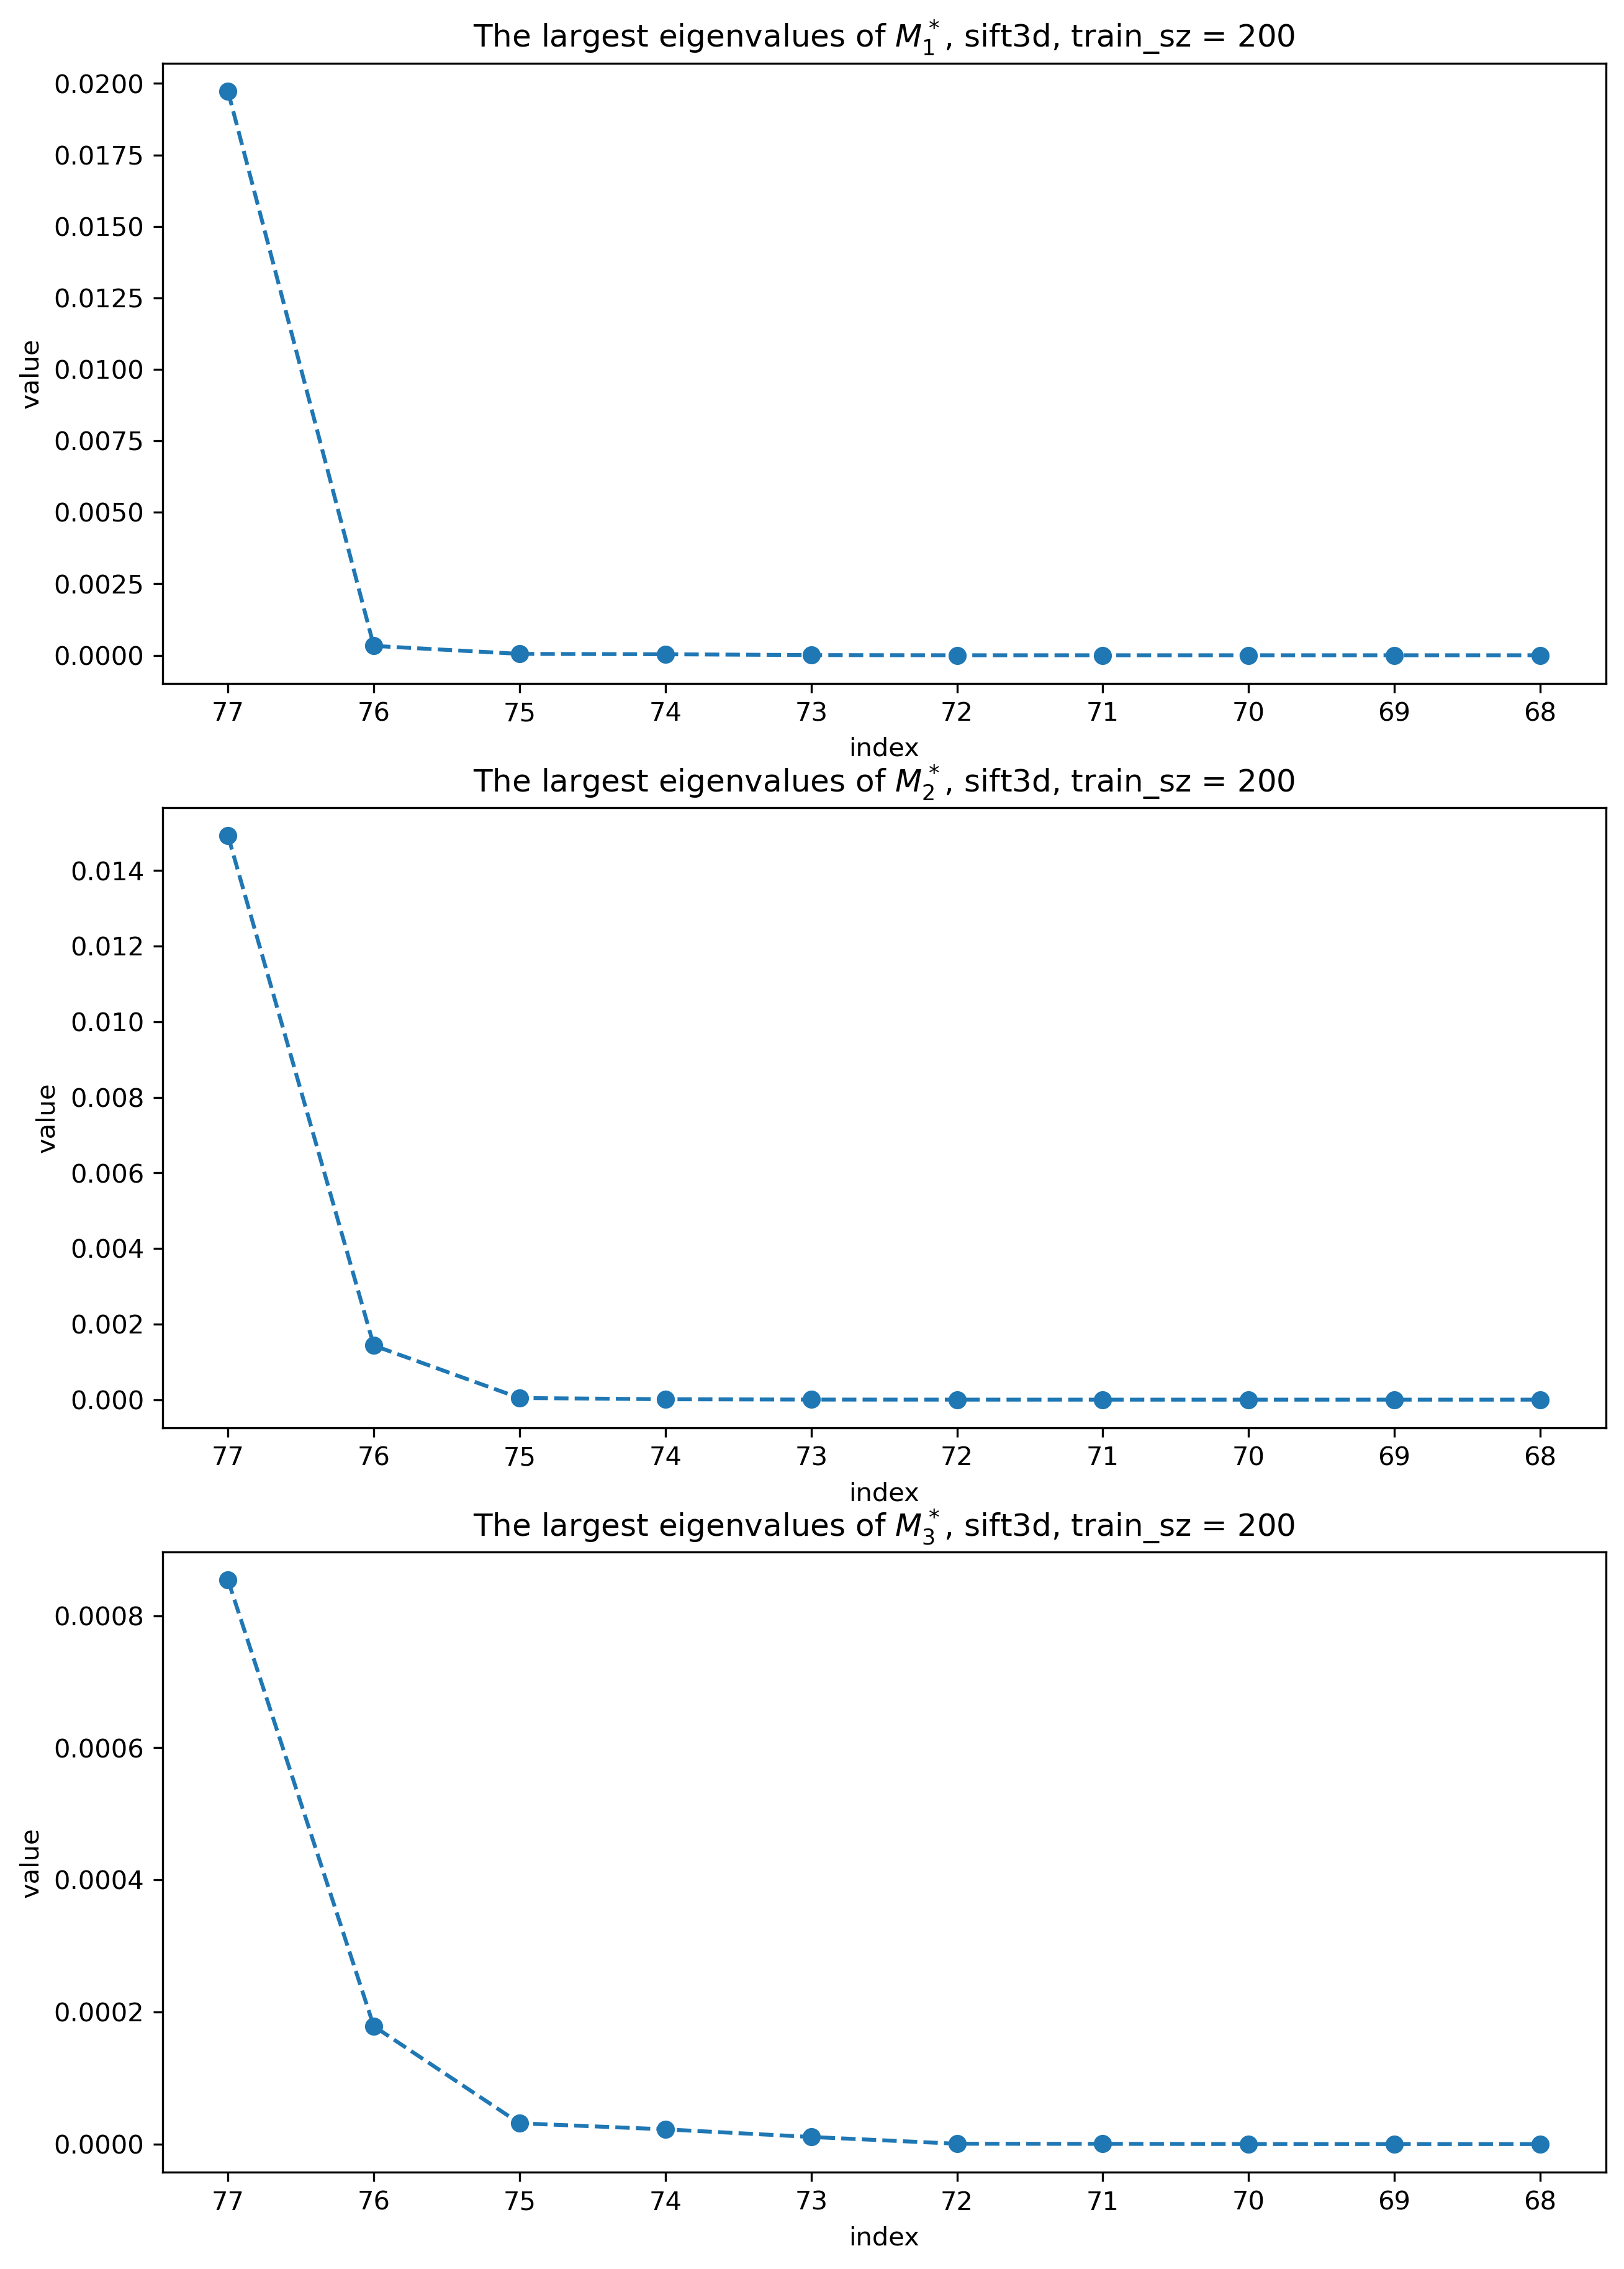 The largest eigenvalues of $M_1^*$, sift3d, train_sz = 200
0.0200
0.0175
0.0150
0.0125
0.0100
0.0075
0.0050
0.0025
0.0000
value
77 76 75 74 73 72 71 70 69 68
index
The largest eigenvalues of $M_2^*$, sift3d, train_sz = 200
0.014
0.012
0.010
0.008
0.006
0.004
0.002
0.000
value
77 76 75 74 73 72 71 70 69 68
index
The largest eigenvalues of $M_3^*$, sift3d, train_sz = 200
0.0008
0.0006
0.0004
0.0002
0.0000
value
77 76 75 74 73 72 71 70 69 68
index